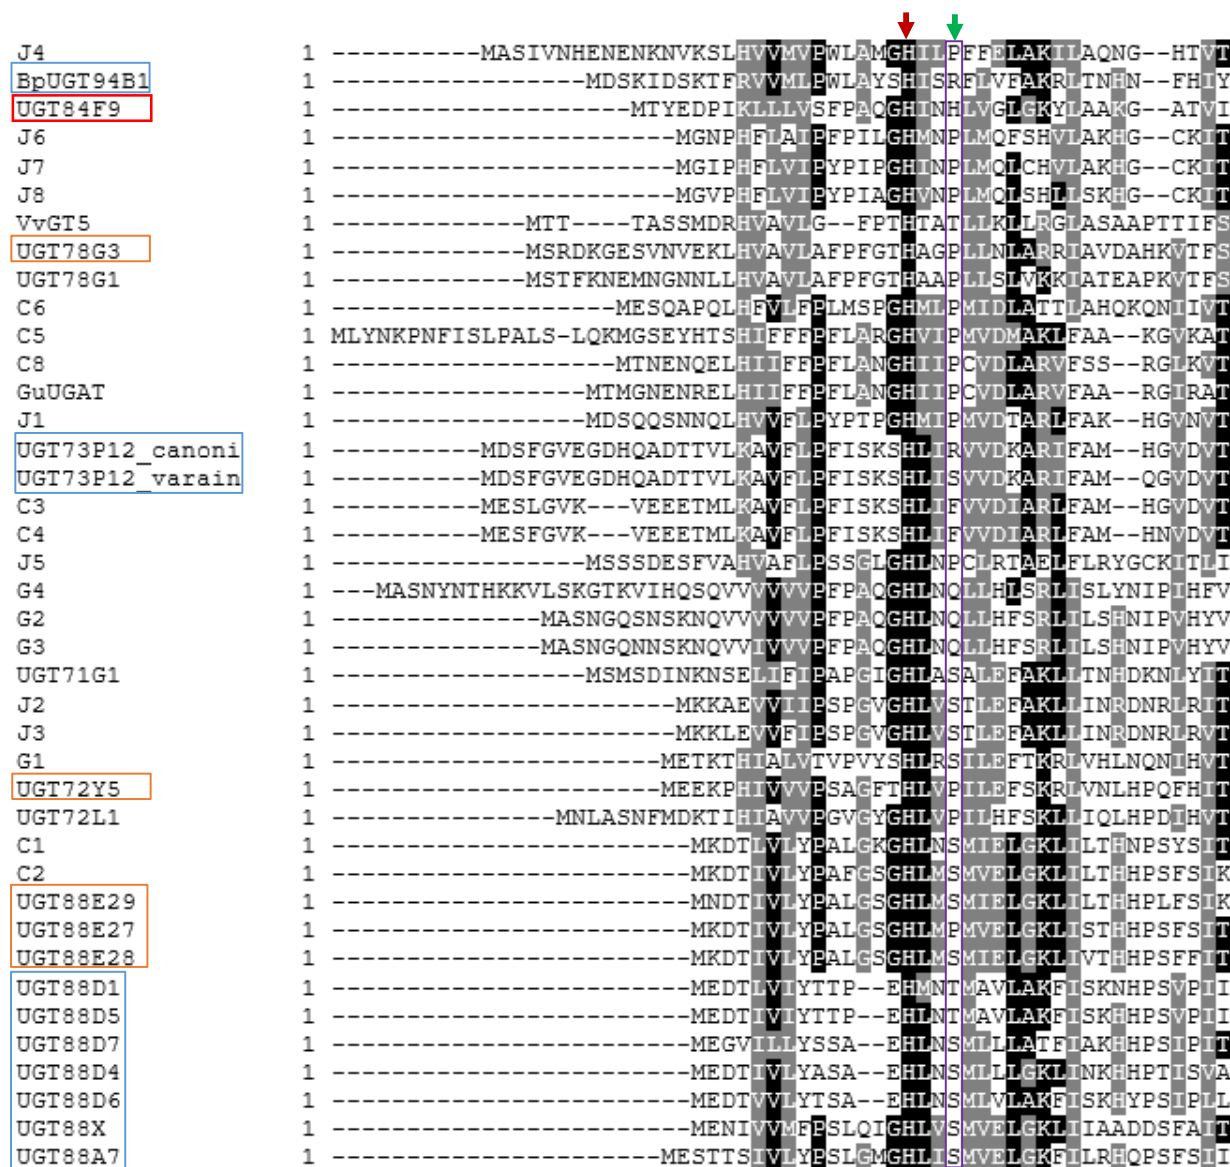 J4 1 ----------MASIVNHENENKNVKSLHVVMVPWLAMGHILPFFELAKILAQNG--HTVT
BpUGT94B1 1 -----------------MDSKIDSKTFRVVMLPWLAYSHISRFLVFAKRLTNHN--FHIY
UGT84F9 1 --------------------MTYEDPIKLLLVSFPAQGHINHLVGLGKYLAAKG--ATVI
J6 1 -----------------------MGNPHFLAIPFPILGHMNPLMQFSHVLAKHG--CKIT
J7 1 -----------------------MGIPHFLVIPYPIPGHINPLMQLCHVLAKHG--CKIT
J8 1 -----------------------MGVPHFLVIPYPIAGHVNPLMQLSHLLSKHG--CKIT
VvGT5 1 -------------MTT----TASSMDRHVAVLG--FPTHTATLLKLLRGLASAAPTTIFS
UGT78G3 1 -------------MSRDKGESVNVEKLHVAVLAFPFGTHAGPLLNLARRIAVDAHKVTFS
UGT78G1 1 -------------MSTFKNEMNGNNLLHVAVLAFPFGTHAAPLLSLVKKIATEAPKVTFS
C6 1 -------------------MESQAPQLHFVLFPLMSPGHMLPMIDLATTLAHQKQNIIVT
C5 1 MLYNKPNFISLPALS-LQKMGSEYHTSHIFFFPFLARGHVIPMVDMAKLFAA--KGVKAT
C8 1 -----------------MTNENQELHIIFFPFLANGHIIPCVDLARVFSS--RGLKVT
GuUGAT 1 ---------------MTMGNENRELHIIFFPFLANGHIIPCVDLARVFAA--RGIRAT
J1 1 -----------------MDSQQSNNQLHVVFLPYPTPGHMIPMVDTARLFAK--HGVNVT
UGT73P12_canoni 1 ----------MDSFGVEGDHQADTTVLKAVFLPFISKSHLIRVVDKARIFAM--HGVDVT
UGT73P12_varain 1 ----------MDSFGVEGDHQADTTVLKAVFLPFISKSHLISVVDKARIFAM--QGVDVT
C3 1 ----------MESLGVK---VEEETMLKAVFLPFISKSHLIFVVDIARLFAM--HGVDVT
C4 1 ----------MESFGVK---VEEETMLKAVFLPFISKSHLIFVVDIARLFAM--HNVDVT
J5 1 -----------------MSSSDESFVAHVAFLPSSGLGHLNPCLRTAELFLRYGCKITLI
G4 1 ---MASNYNTHKKVLSKGTKVIHQSQVVVVVVPFPAQGHLNQLLHLSRLISLYNIPIHFV
G2 1 --------------MASNGQSNSKNQVVVVVVPFPAQGHLNQLLHFSRLILSHNIPVHYV
G3 1 --------------MASNGQNNSKNQVVIVVVPFPAQGHLNQLLHFSRLILSHNIPVHYV
UGT71G1 1 -----------------MSMSDINKNSELIFIPAPGIGHLASALEFAKLLTNHDKNLYIT
J2 1 -----------------------MKKAEVVIIPSPGVGHLVSTLEFAKLLINRDNRLRIT
J3 1 -----------------------MKKLEVVFIPSPGVGHLVSTLEFAKLLINRDNRLRVT
G1 1 ----------------------METKTHIALVTVPVYSHLRSILEFTKRLVHLNQNIHVT
UGT72Y5 1 ----------------------MEEKPHIVVVPSAGFTHLVPILEFSKRLVNLHPQFHIT
UGT72L1 1 ---------------MNLASNFMDKTIHIAVVPGVGYGHLVPILHFSKLLIQLHPDIHVT
C1 1 ------------------------MKDTLVLYPALGKGHLNSMIELGKLILTHNPSYSIT
C2 1 ------------------------MKDTIVLYPAFGSGHLMSMVELGKLILTHHPSFSIK
UGT88E29 1 ------------------------MNDTIVLYPALGSGHLMSMIELGKLILTHHPLFSIK
UGT88E27 1 ------------------------MKDTIVLYPALGSGHLMPMVELGKLISTHHPSFSIT
UGT88E28 1 ------------------------MKDTIVLYPALGSGHLMSMIELGKLIVTHHPSFFIT
UGT88D1 1 ------------------------MEDTLVIYTTP--EHMNTMAVLAKFISKNHPSVPII
UGT88D5 1 ------------------------MEDTIVIYTTP--EHLNTMAVLAKFISKHHPSVPII
UGT88D7 1 ------------------------MEGVILLYSSA--EHLNSMLLLATFIAKHHPSIPIT
UGT88D4 1 ------------------------MEDTIVLYASA--EHLNSMLLLGKLINKHHPTISVA
UGT88D6 1 ------------------------MEDTVVLYTSA--EHLNSMLVLAKFISKHYPSIPLL
UGT88X 1 ------------------------MENIVVMFPSLQIGHLVSMVELGKLIIAADDSFAIT
UGT88A7 1 ----------------------MESTTSIVLYPSLGMGHLISMVELGKFILRHQPSFSII